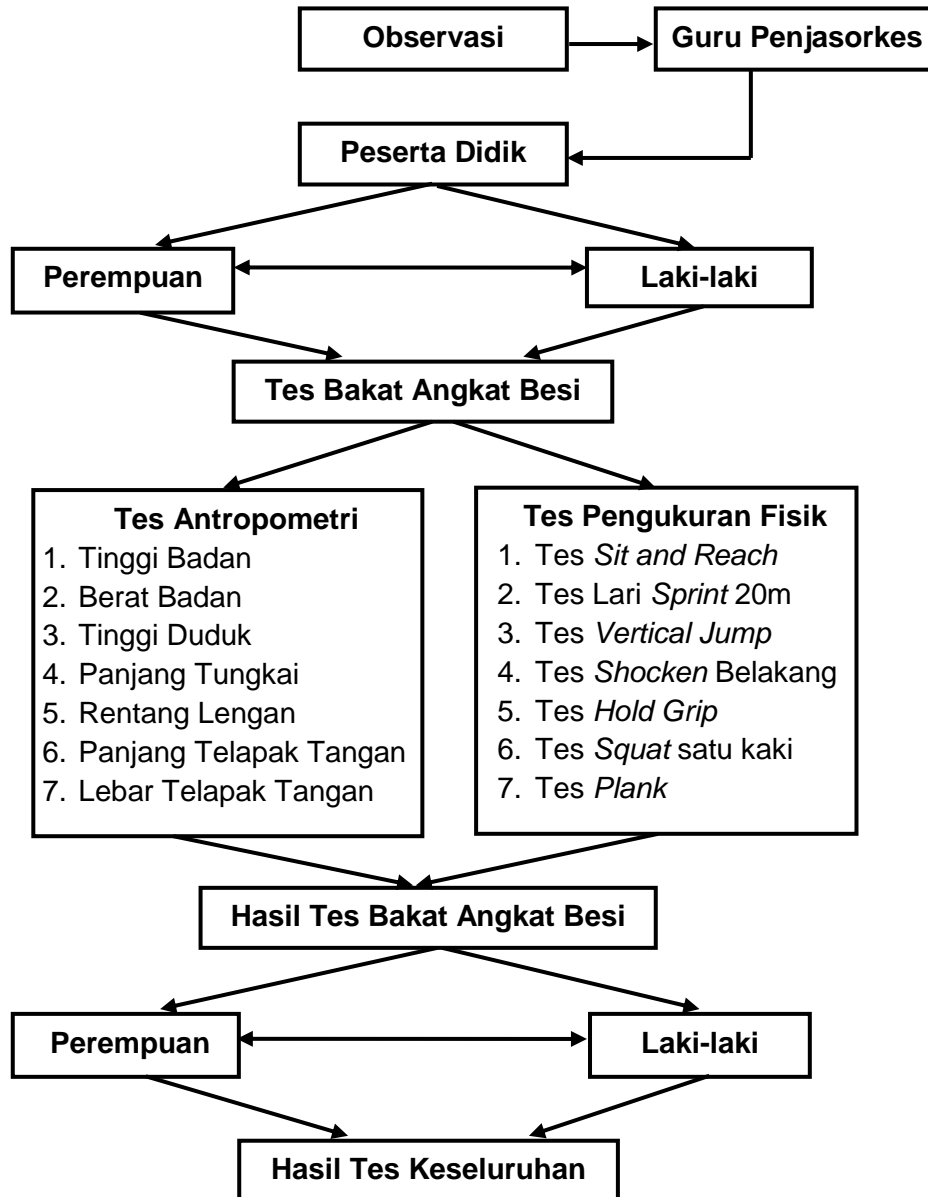 Observasi
Guru Penjasorkes
Peserta Didik
Perempuan
Laki-laki
Tes Bakat Angkat Besi
Tes Antropometri
1. Tinggi Badan
2. Berat Badan
3. Tinggi Duduk
4. Panjang Tungkai
5. Rentang Lengan
6. Panjang Telapak Tangan
7. Lebar Telapak Tangan
Tes Pengukuran Fisik
1. Tes Sit and Reach
2. Tes Lari Sprint 20m
3. Tes Vertical Jump
4. Tes Shocken Belakang
5. Tes Hold Grip
6. Tes Squat satu kaki
7. Tes Plank
Hasil Tes Bakat Angkat Besi
Perempuan
Laki-laki
Hasil Tes Keseluruhan